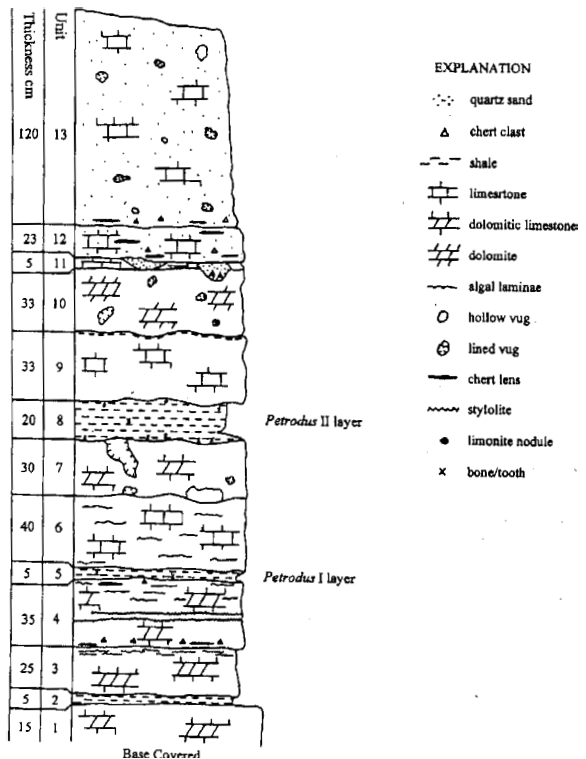 Thickness cm
Unit
120 13
23 12
5 11
33 10
33 9
20 8
30 7
40 6
5 5
35 4
25 3
5 2
15 1
Base Covered
Petrodus II layer
Petrodus I layer
EXPLANATION
quartz sand
chert clast
shale
limesrtone
dolomitic limestone
dolomite
algal laminae
hollow vug
lined vug
chert lens
stylolite
limonite nodule
bone/tooth